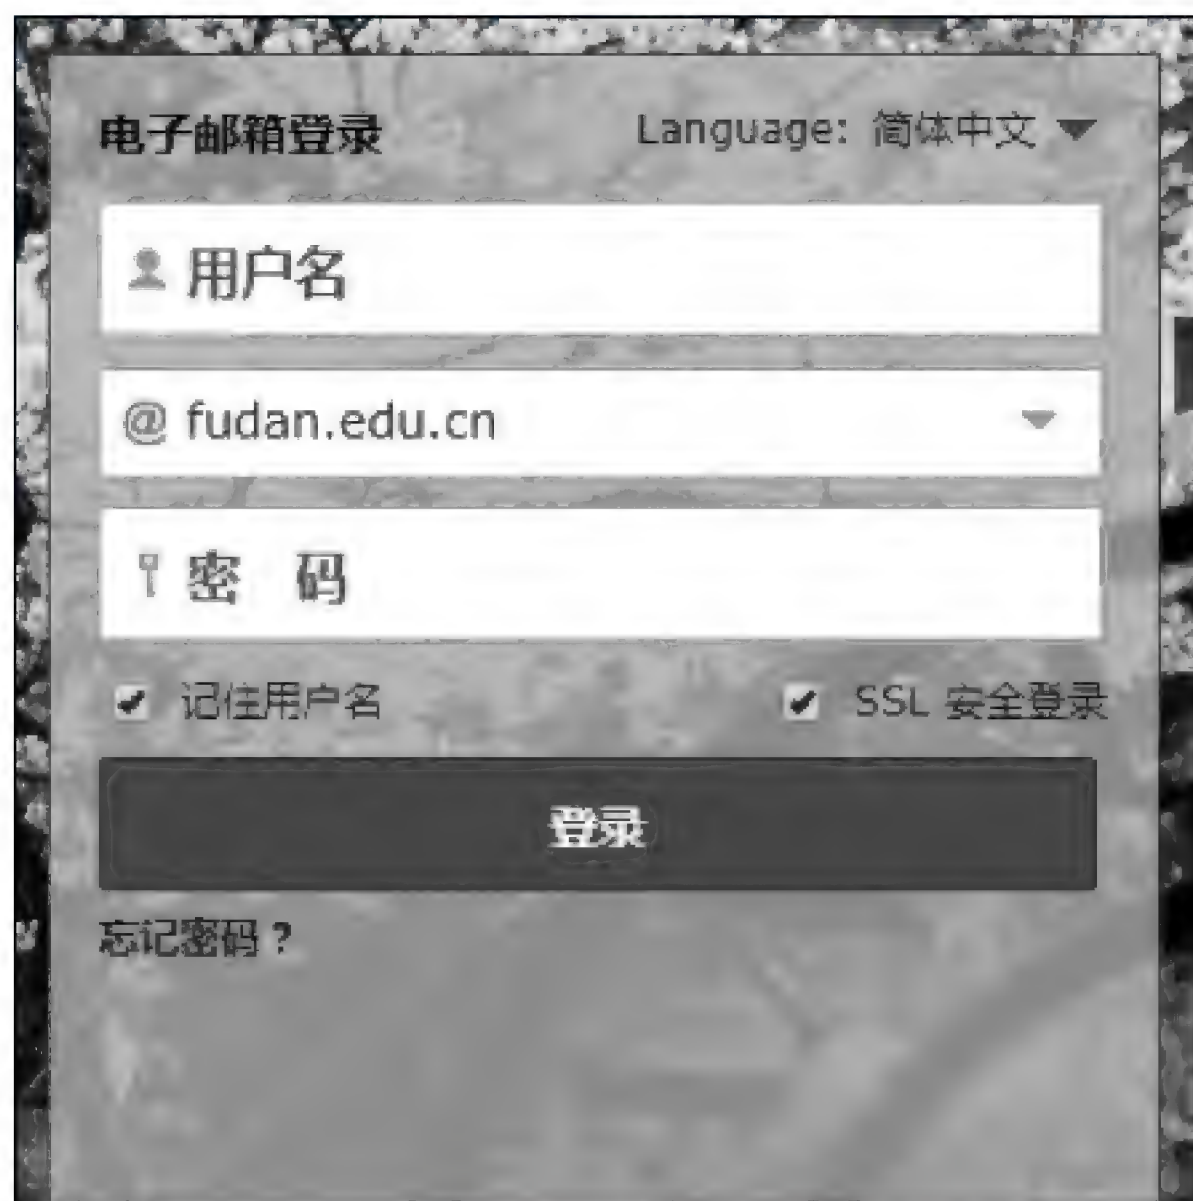 电子邮箱登录 Language: 简体中文
用户名
@ fudan.edu.cn
密 码
记住用户名 SSL 安全登录
登录
忘记密码？